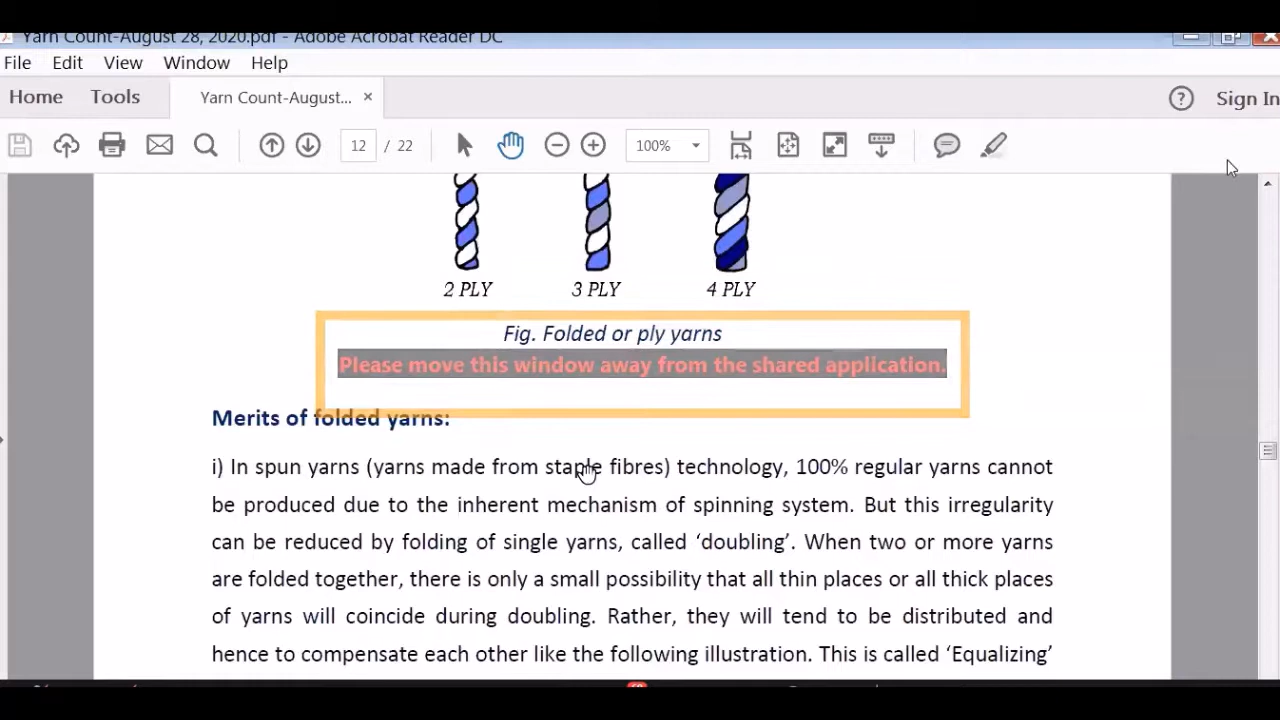 Yarn Count-August 28, 2020.pdf - Adobe Acrobat Reader DC
File Edit View Window Help
Home Tools Yarn Count-August... × ? Sign In
12 / 22 100%
2 PLY 3 PLY 4 PLY
Fig. Folded or ply yarns
Please move this window away from the shared application.
Merits of folded yarns:
i) In spun yarns (yarns made from staple fibres) technology, 100% regular yarns cannot
be produced due to the inherent mechanism of spinning system. But this irregularity
can be reduced by folding of single yarns, called ‘doubling’. When two or more yarns
are folded together, there is only a small possibility that all thin places or all thick places
of yarns will coincide during doubling. Rather, they will tend to be distributed and
hence to compensate each other like the following illustration. This is called ‘Equalizing’